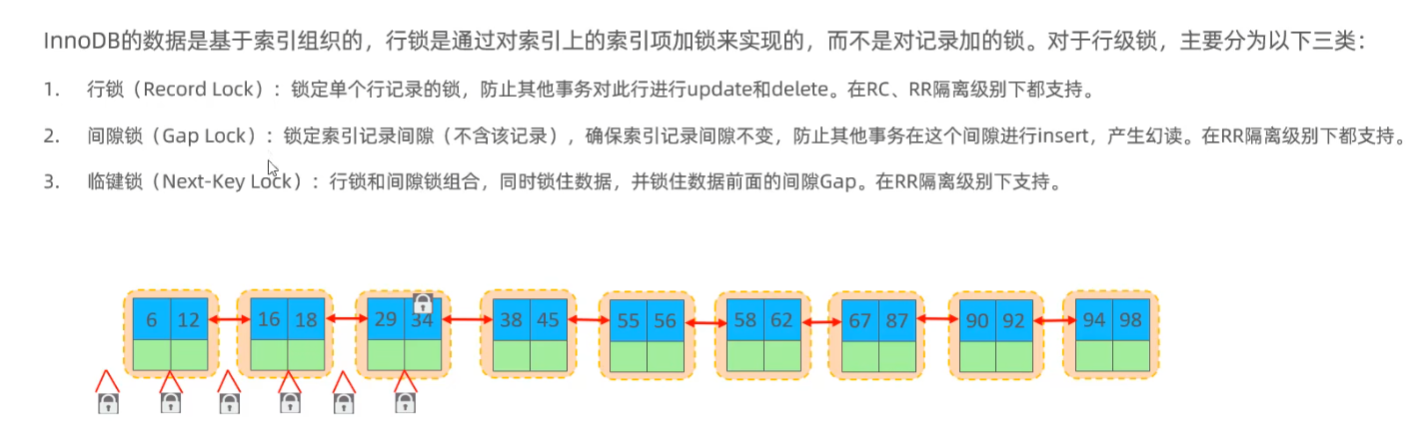 InnoDB的数据是基于索引组织的，行锁是通过对索引上的索引项加锁来实现的，而不是对记录加的锁。对于行级锁，主要分为以下三类：
1. 行锁（Record Lock）：锁定单个行记录的锁，防止其他事务对此行进行update和delete。在RC、RR隔离级别下都支持。
2. 间隙锁（Gap Lock）：锁定索引记录间隙（不含该记录），确保索引记录间隙不变，防止其他事务在这个间隙进行insert，产生幻读。在RR隔离级别下都支持。
3. 临键锁（Next-Key Lock）：行锁和间隙锁组合，同时锁住数据，并锁住数据前面的间隙Gap。在RR隔离级别下支持。
6 12 16 18 29 34 38 45 55 56 58 62 67 87 90 92 94 98